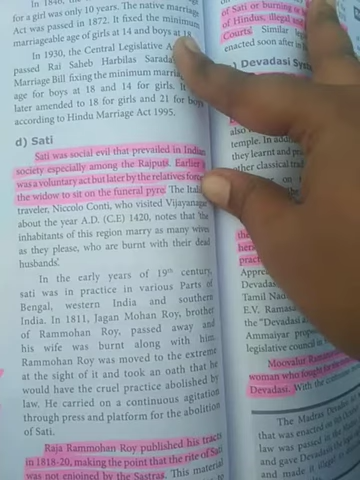 In 1846, the
for a girl was only 10 years. The native marriage
Act was passed in 1872. It fixed the minimum
marriageable age of girls at 14 and boys at 18.
In 1930, the Central Legislative A
passed Rai Saheb Harbilas Sarada
Marriage Bill fixing the minimum marria
age for boys at 18 and 14 for girls. It
later amended to 18 for girls and 21 for boys
according to Hindu Marriage Act 1995.
d) Sati
Sati was social evil that prevailed in Indian
society especially among the Rajputs. Earlier
was a voluntary act but later by the relatives for
the widow to sit on the funeral pyre. The Itali
traveler, Niccolo Conti, who visited Vijayanagar
about the year A.D. (C.E) 1420, notes that 'the
inhabitants of this region marry as many wives
as they please, who are burnt with their dead
husbands'.
In the early years of 19th century,
sati was in practice in various Parts of
Bengal, western India and southern
India. In 1811, Jagan Mohan Roy, brother
of Rammohan Roy, passed away and
his wife was burnt along with him.
Rammohan Roy was moved to the extreme
at the sight of it and took an oath that he
would have the cruel practice abolished by
law. He carried on a continuous agitation
through press and platform for the abolition
of Sati.
Raja Rammohan Roy published his tracts
in 1818-20, making the point that the rite of Sati
was not enjoined by the Sastras. This material
of Sati or burning
of Hindus, illegal and
Courts. Similar
enacted soon after in
e) Devadasi Syst
also
temple. In addi
they learnt and
other classical trad
on
the
her
pract
Appre
Devadas
Tamil Nad
E.V. Ramasa
the "Devadasi
Ammaiyar propo
legislative council in
Moovalur Ramami
woman who fought for
Devadasi. With the continuous
The Madras Devadasi
that was enacted on
law was passed in the
and gave Devadasis the
and made it illegal